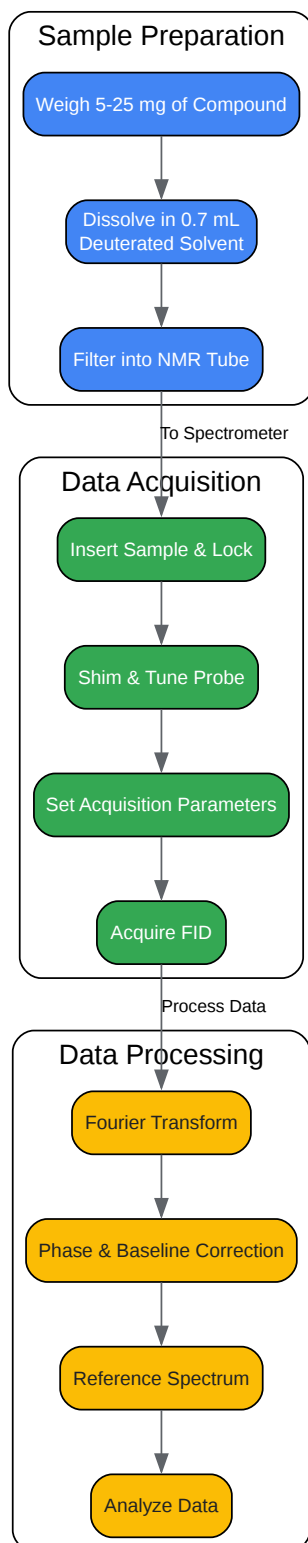 Sample Preparation
Weigh 5-25 mg of Compound
Dissolve in 0.7 mL
Deuterated Solvent
Filter into NMR Tube
To Spectrometer
Data Acquisition
Insert Sample & Lock
Shim & Tune Probe
Set Acquisition Parameters
Acquire FID
Process Data
Data Processing
Fourier Transform
Phase & Baseline Correction
Reference Spectrum
Analyze Data